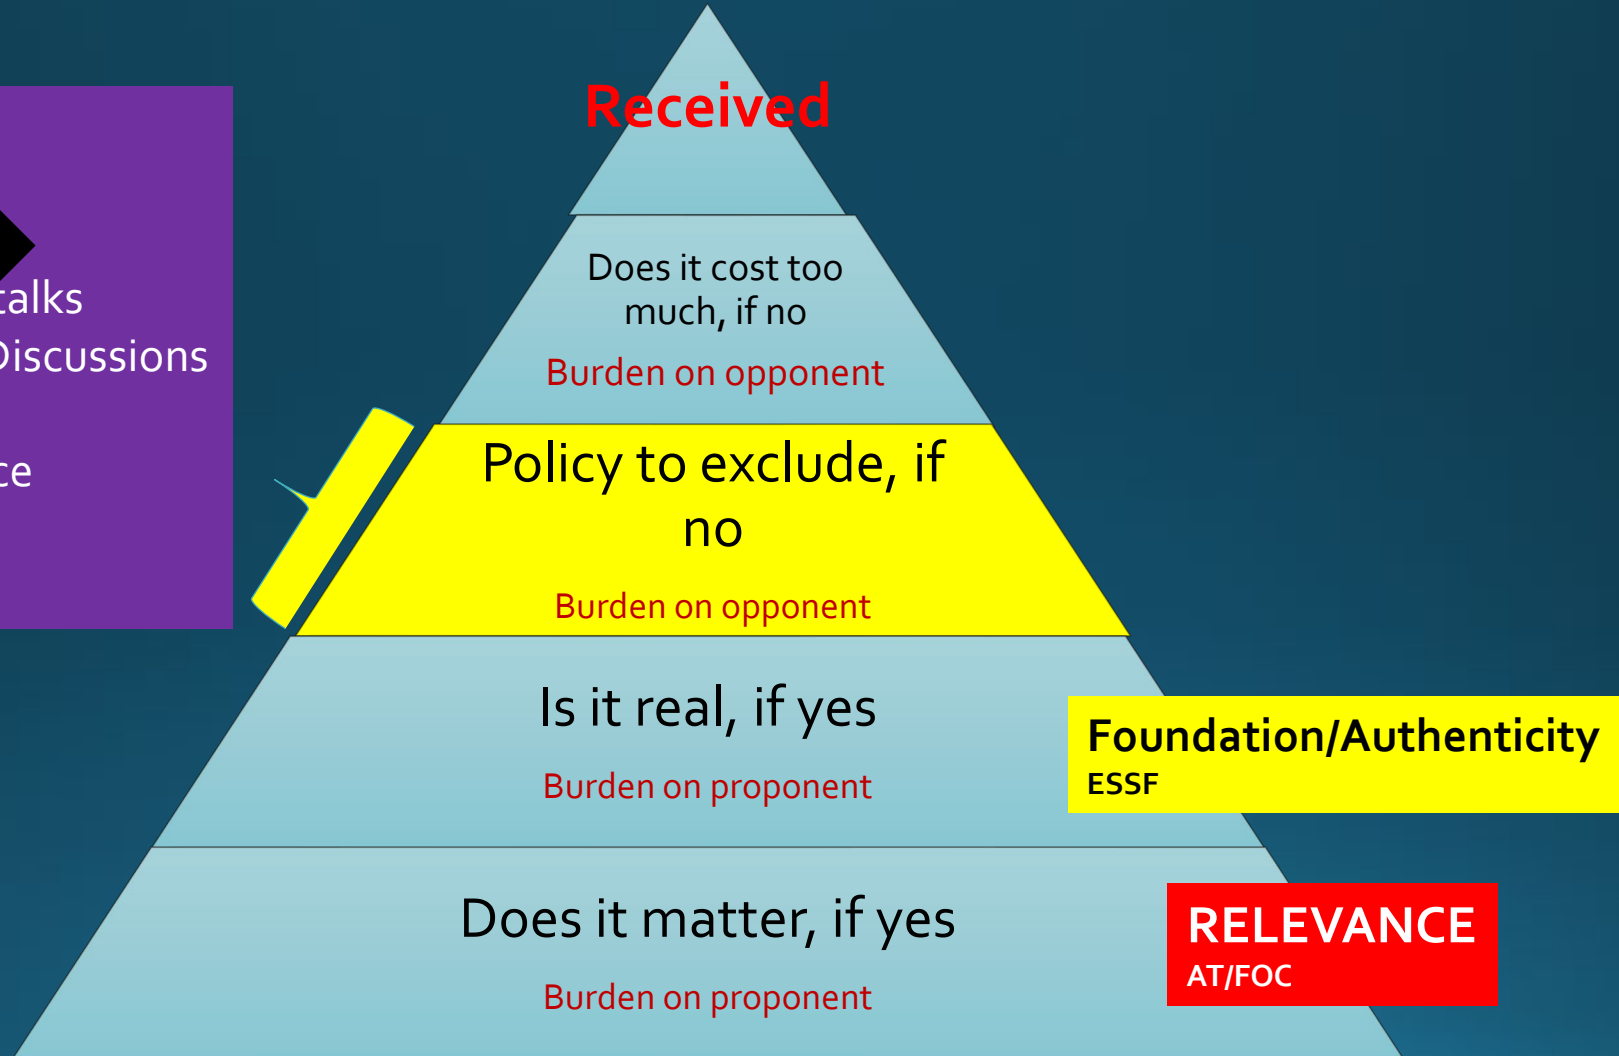 Received
Does it cost too
much, if no
Burden on opponent
talks
Discussions
Policy to exclude, if
no
Burden on opponent
Is it real, if yes
Burden on proponent
Foundation/Authenticity
ESSF
Does it matter, if yes
Burden on proponent
RELEVANCE
AT/FOC